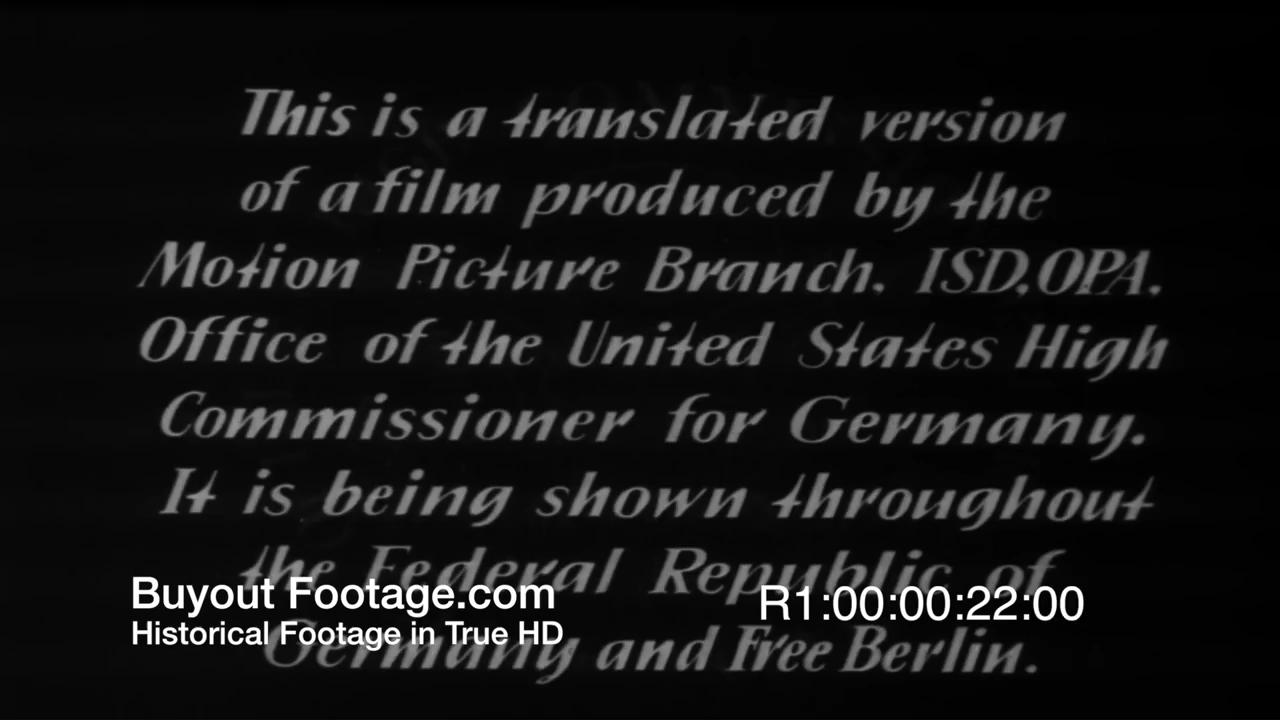 This is a translated version
of a film produced by the
Motion Picture Branch, ISD,OPA,
Office of the United States High
Commissioner for Germany.
It is being shown throughout
the Federal Republic of
Germany and Free Berlin.
Buyout Footage.com
Historical Footage in True HD
R1:00:00:22:00